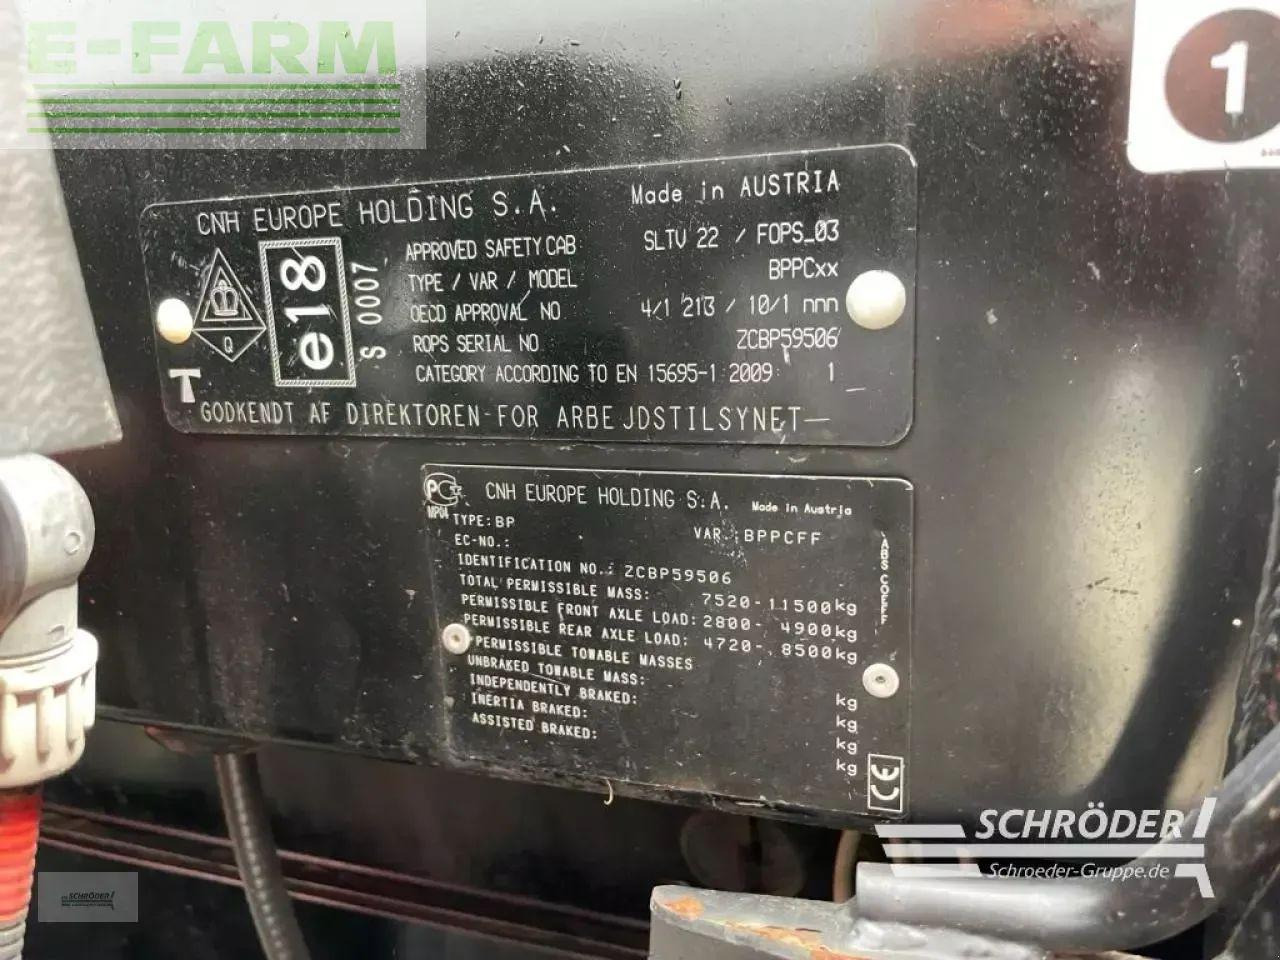 E-FARM
1
CNH EUROPE HOLDING S.A. Made in AUSTRIA
APPROVED SAFETY CAB SLTV 22 / FOPS_03
TYPE / VAR / MODEL BPPCxx
OECD APPROVAL NO 4/1 213 / 10/1 nnn
ROPS SERIAL NO ZCBP59506
CATEGORY ACCORDING TO EN 15695-1:2009: 1
e18
S 0007
Q
T
GODKENDT AF DIREKTOREN FOR ARBEJDSTILSYNET
PCT
MP04
CNH EUROPE HOLDING S.A. Made in Austria
TYPE: BP VAR.: BPPCFF
EC-NO.:
IDENTIFICATION NO.: ZCBP59506
TOTAL PERMISSIBLE MASS: 7520-11500kg
PERMISSIBLE FRONT AXLE LOAD: 2800- 4900kg
PERMISSIBLE REAR AXLE LOAD: 4720- 8500kg
PERMISSIBLE TOWABLE MASSES
UNBRAKED TOWABLE MASS: kg
INDEPENDENTLY BRAKED: kg
INERTIA BRAKED: kg
ASSISTED BRAKED: kg
ABS COFFF
CE
SCHRÖDER
Schroeder-Gruppe.de
SCHRÖDER